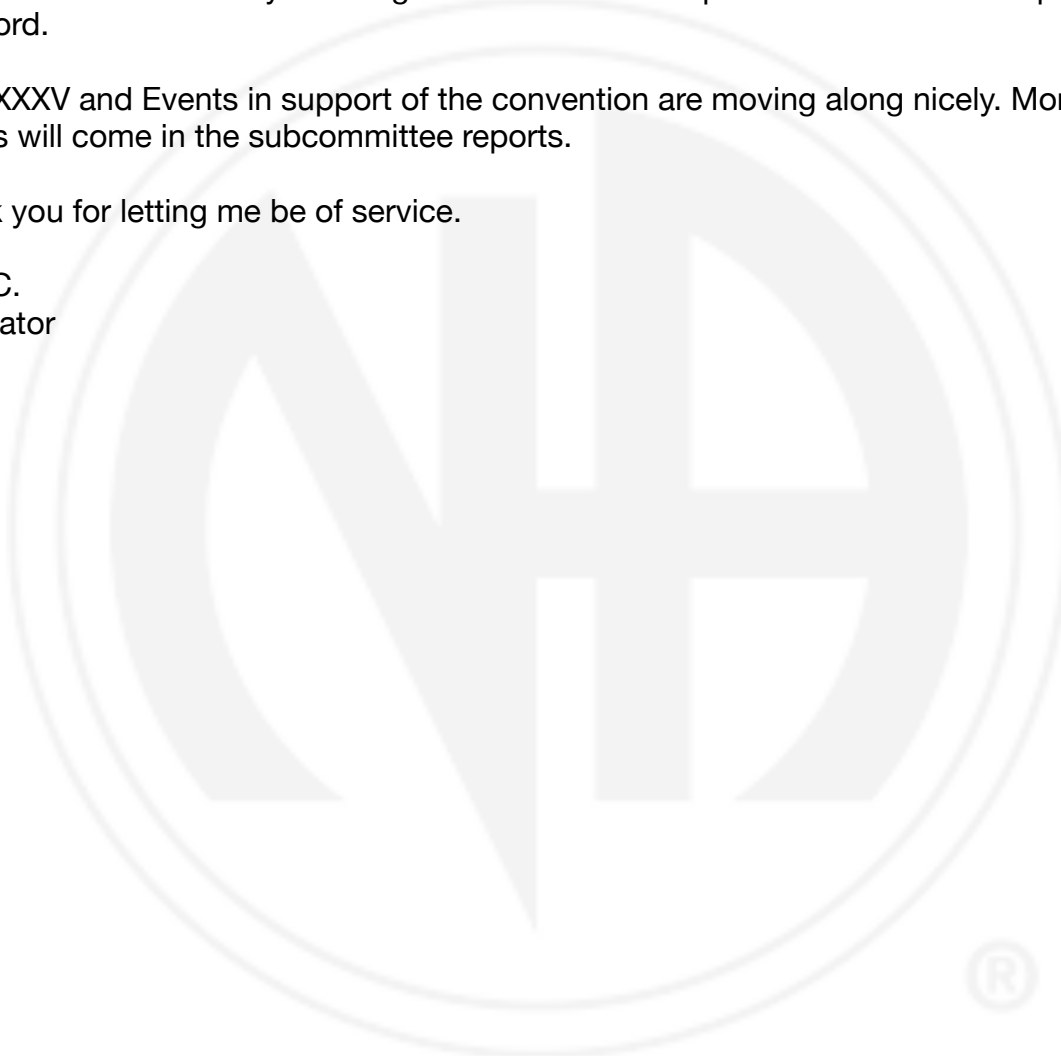 ord.
XXXV and Events in support of the convention are moving along nicely.
s will come in the subcommittee reports.
you for letting me be of service.
C.
ator
NA
®